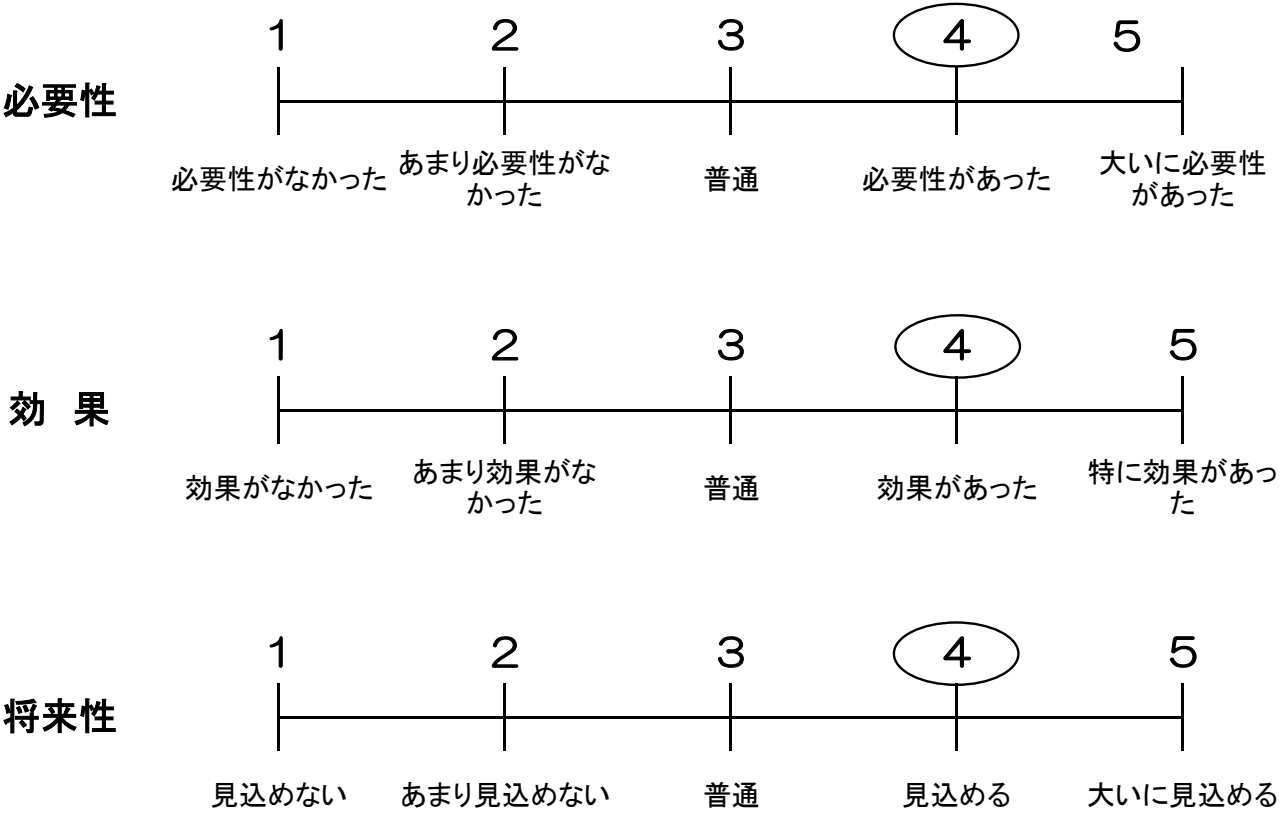 １ ２ ３ ４ ５
必要性
必要性がなかった あまり必要性がな
かった 普通 必要性があった 大いに必要性
があった
１ ２ ３ ４ ５
効 果
効果がなかった あまり効果がな
かった 普通 効果があった 特に効果があっ
た
１ ２ ３ ４ ５
将来性
見込めない あまり見込めない 普通 見込める 大いに見込める